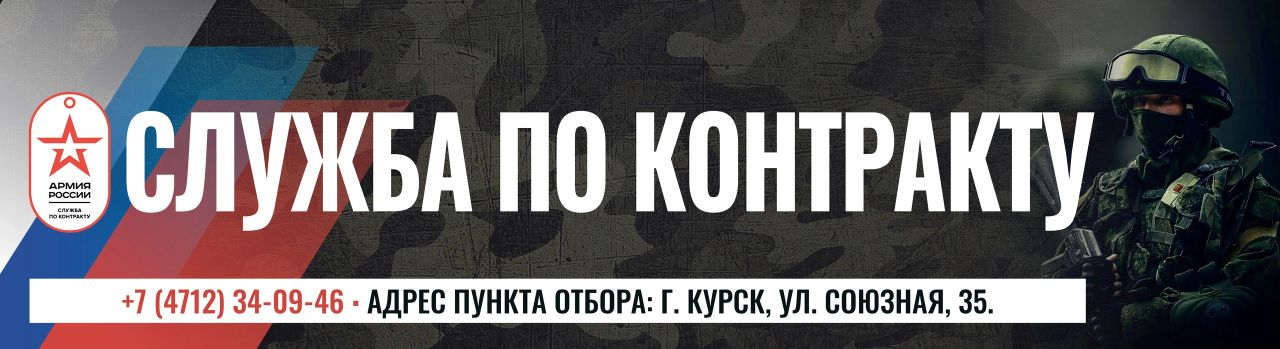 АРМИЯ
РОССИИ
СЛУЖБА
ПО КОНТРАКТУ
СЛУЖБА ПО КОНТРАКТУ
+7 (4712) 34-09-46 · АДРЕС ПУНКТА ОТБОРА: Г. КУРСК, УЛ. СОЮЗНАЯ, 35.